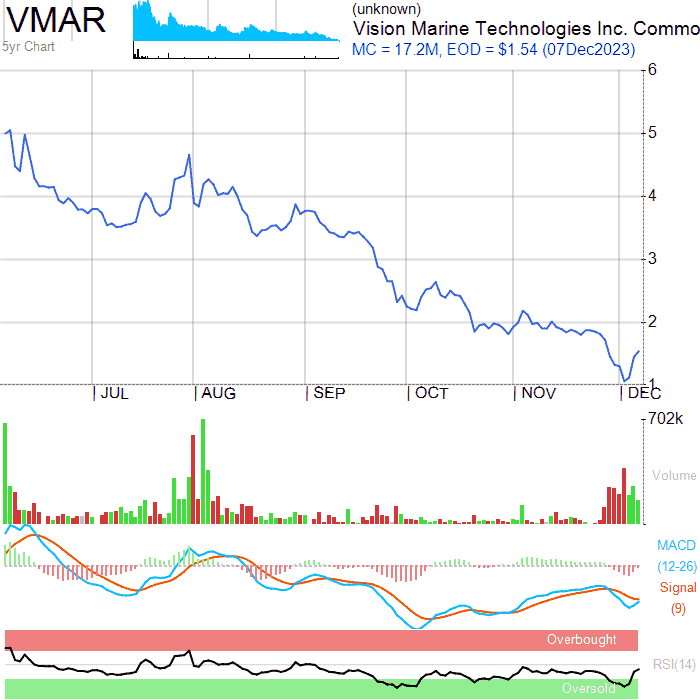 VMAR
5yr Chart
(unknown)
Vision Marine Technologies Inc. Commo
MC = 17.2M, EOD = $1.54 (07Dec2023)
6
5
4
3
2
1
JUL AUG SEP OCT NOV DEC
702k
Volume
MACD
(12-26)
Signal
(9)
Overbought
RSI(14)
Oversold